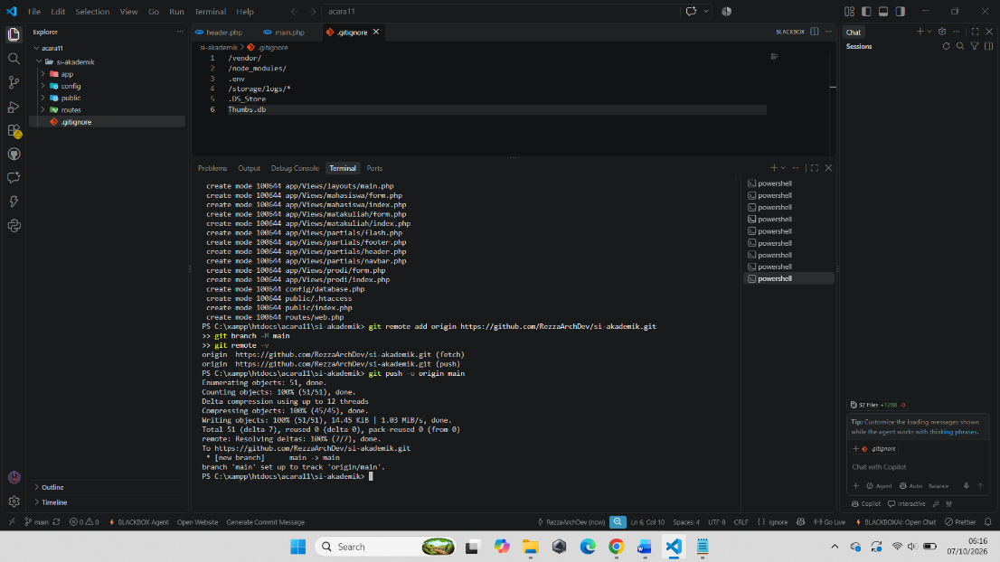 File Edit Selection View Go Run Terminal Help
acara11
Explorer
acara11
si-akademik
app
config
public
routes
.gitignore
Outline
Timeline
header.php main.php .gitignore
BLACKBOX
si-akademik > .gitignore
1 /vendor/
2 /node_modules/
3 .env
4 /storage/logs/*
5 .DS_Store
6 Thumbs.db
Problems Output Debug Console Terminal Ports
create mode 100644 app/Views/layouts/main.php
create mode 100644 app/Views/mahasiswa/form.php
create mode 100644 app/Views/mahasiswa/index.php
create mode 100644 app/Views/matakuliah/form.php
create mode 100644 app/Views/matakuliah/index.php
create mode 100644 app/Views/partials/flash.php
create mode 100644 app/Views/partials/footer.php
create mode 100644 app/Views/partials/header.php
create mode 100644 app/Views/partials/navbar.php
create mode 100644 app/Views/prodi/form.php
create mode 100644 app/Views/prodi/index.php
create mode 100644 config/database.php
create mode 100644 public/.htaccess
create mode 100644 public/index.php
create mode 100644 routes/web.php
PS C:\xampp\htdocs\acara11\si-akademik> git remote add origin https://github.com/RezzaArchDev/si-akademik.git
>> git branch -M main
>> git remote -v
origin https://github.com/RezzaArchDev/si-akademik.git (fetch)
origin https://github.com/RezzaArchDev/si-akademik.git (push)
PS C:\xampp\htdocs\acara11\si-akademik> git push -u origin main
Enumerating objects: 51, done.
Counting objects: 100% (51/51), done.
Delta compression using up to 12 threads
Compressing objects: 100% (45/45), done.
Writing objects: 100% (51/51), 14.45 KiB | 1.03 MiB/s, done.
Total 51 (delta 7), reused 0 (delta 0), pack-reused 0 (from 0)
remote: Resolving deltas: 100% (7/7), done.
To https://github.com/RezzaArchDev/si-akademik.git
* [new branch] main -> main
branch 'main' set up to track 'origin/main'.
PS C:\xampp\htdocs\acara11\si-akademik>
powershell
powershell
powershell
powershell
powershell
powershell
powershell
powershell
powershell
Chat
Sessions
32 Files +1286 -0
Tip: Customize the loading messages shown
while the agent works with thinking phrases.
.gitignore
Chat with Copilot
Agent Auto Balance
Copilot Interactive
main 0 0 BLACKBOX Agent Open Website Generate Commit Message
RezzaArchDev (now) Ln 6, Col 10 Spaces: 4 UTF-8 CRLF Ignore Go Live BLACKBOXAI: Open Chat Prettier
Search
06:16
07/10/2026